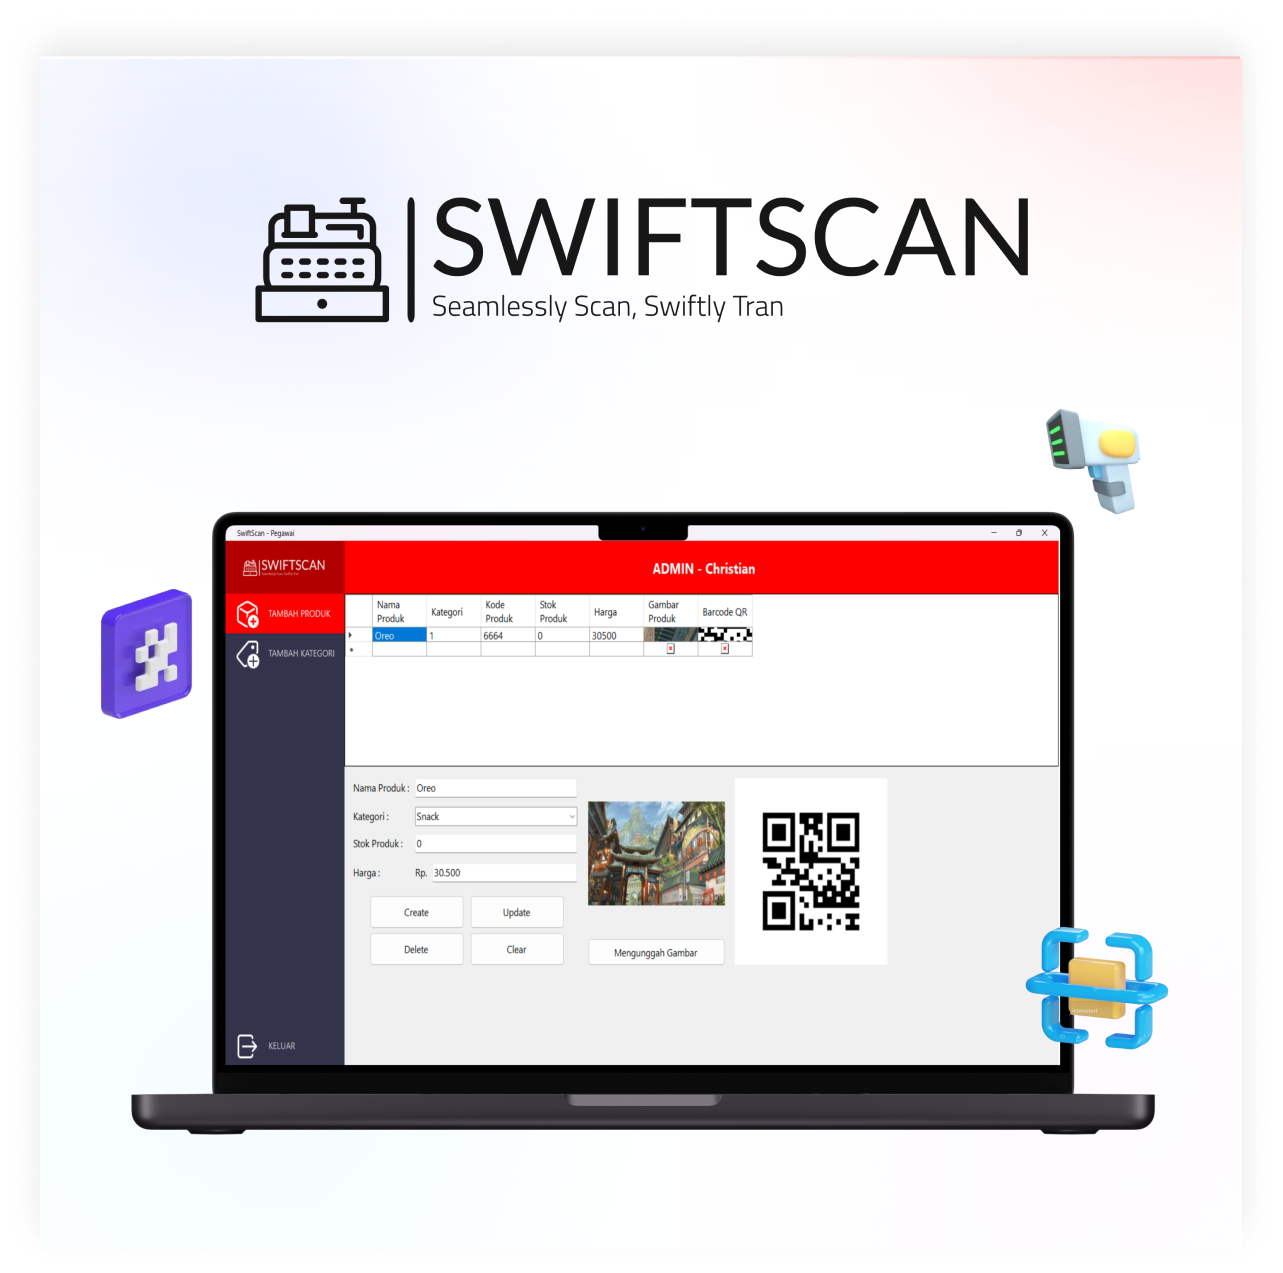 SWIFTSCAN
Seamlessly Scan, Swiftly Tran
SwiftScan - Pegawai
SWIFTSCAN
ADMIN - Christian
TAMBAH PRODUK
TAMBAH KATEGORI
Nama Produk Kategori Kode Produk Stok Produk Harga Gambar Produk Barcode QR
Oreo 1 6664 0 30500
Nama Produk : Oreo
Kategori : Snack
Stok Produk : 0
Harga : Rp. 30.500
Create Update
Delete Clear
Mengunggah Gambar
KELUAR